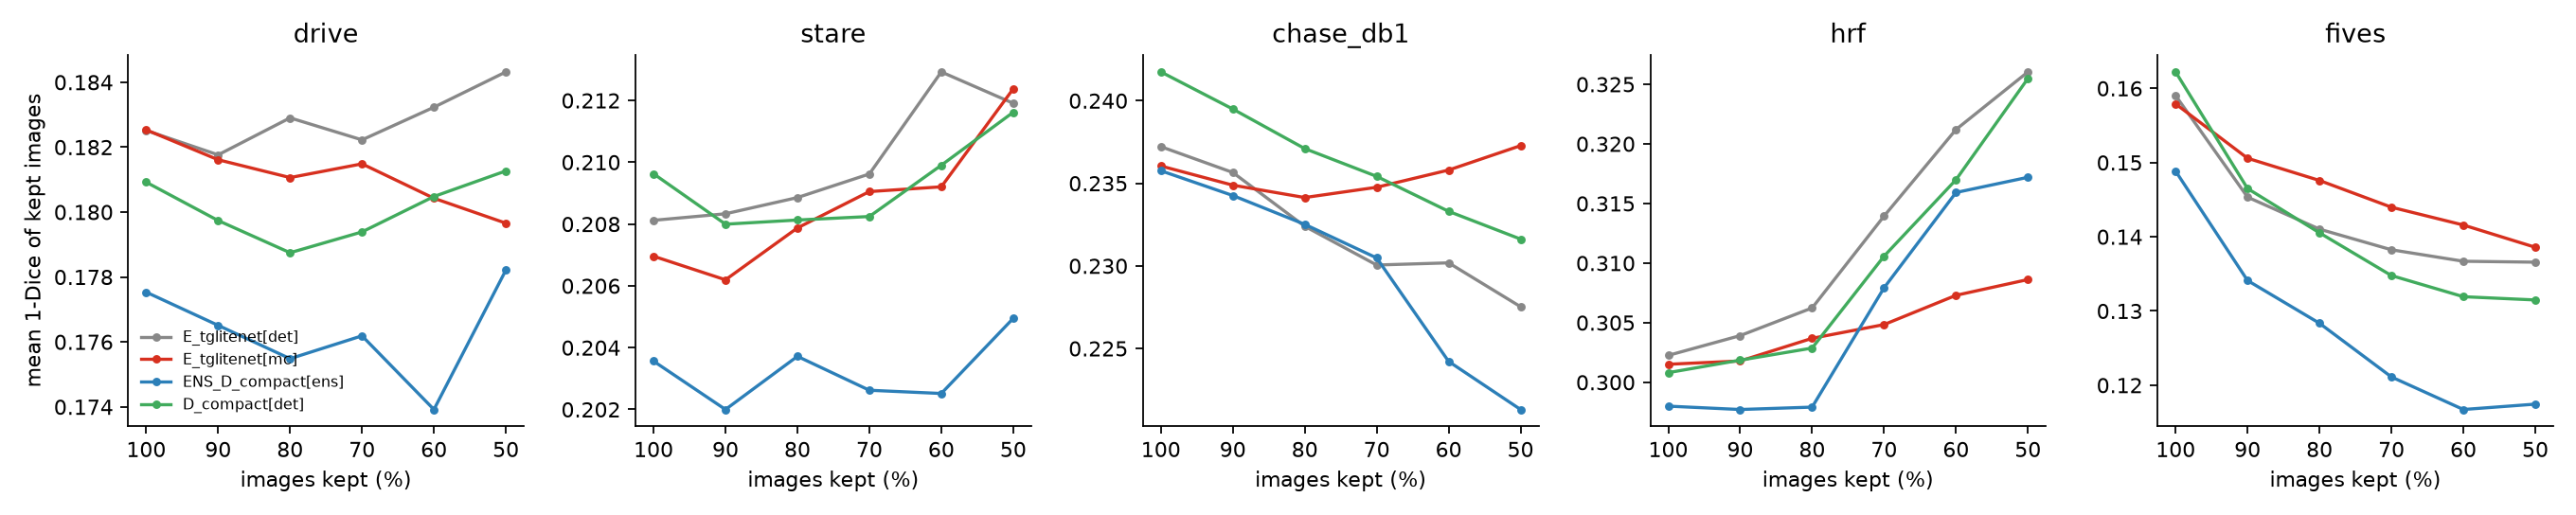 drive
stare
chase_db1
hrf
fives
mean 1-Dice of kept images
0.184
0.182
0.180
0.178
0.176
0.174
E_tglitenet[det]
E_tglitenet[mc]
ENS_D_compact[ens]
D_compact[det]
100 90 80 70 60 50
images kept (%)
0.212
0.210
0.208
0.206
0.204
0.202
100 90 80 70 60 50
images kept (%)
0.240
0.235
0.230
0.225
100 90 80 70 60 50
images kept (%)
0.325
0.320
0.315
0.310
0.305
0.300
100 90 80 70 60 50
images kept (%)
0.16
0.15
0.14
0.13
0.12
100 90 80 70 60 50
images kept (%)